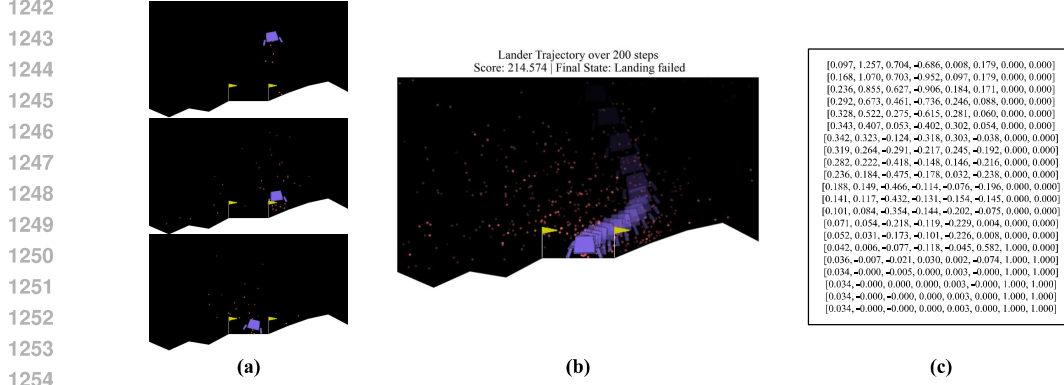 1242
1243
1244
1245
1246
1247
1248
1249
1250
1251
1252
1253
1254
Lander Trajectory over 200 steps
Score: 214.574 | Final State: Landing failed
[0.097, 1.257, 0.704, -0.686, 0.008, 0.179, 0.000, 0.000]
[0.168, 1.070, 0.703, -0.952, 0.097, 0.179, 0.000, 0.000]
[0.236, 0.855, 0.627, -0.906, 0.184, 0.171, 0.000, 0.000]
[0.292, 0.673, 0.461, -0.736, 0.246, 0.088, 0.000, 0.000]
[0.328, 0.522, 0.275, -0.615, 0.281, 0.060, 0.000, 0.000]
[0.343, 0.407, 0.053, -0.402, 0.302, 0.054, 0.000, 0.000]
[0.342, 0.323, -0.124, -0.318, 0.303, -0.038, 0.000, 0.000]
[0.319, 0.264, -0.291, -0.217, 0.245, -0.192, 0.000, 0.000]
[0.282, 0.222, -0.418, -0.148, 0.146, -0.216, 0.000, 0.000]
[0.236, 0.184, -0.475, -0.178, 0.032, -0.238, 0.000, 0.000]
[0.188, 0.149, -0.466, -0.114, -0.076, -0.196, 0.000, 0.000]
[0.141, 0.117, -0.432, -0.131, -0.154, -0.145, 0.000, 0.000]
[0.101, 0.084, -0.354, -0.144, -0.202, -0.075, 0.000, 0.000]
[0.071, 0.054, -0.218, -0.119, -0.229, 0.004, 0.000, 0.000]
[0.052, 0.031, -0.173, -0.101, -0.226, 0.008, 0.000, 0.000]
[0.042, 0.006, -0.077, -0.118, -0.045, 0.582, 1.000, 0.000]
[0.036, -0.007, -0.021, 0.030, 0.002, -0.074, 1.000, 1.000]
[0.034, -0.000, -0.005, 0.000, 0.003, -0.000, 1.000, 1.000]
[0.034, -0.000, 0.000, 0.000, 0.003, -0.000, 1.000, 1.000]
[0.034, -0.000, -0.000, 0.000, 0.003, 0.000, 1.000, 1.000]
[0.034, -0.000, -0.000, 0.000, 0.003, 0.000, 1.000, 1.000]
(a)
(b)
(c)